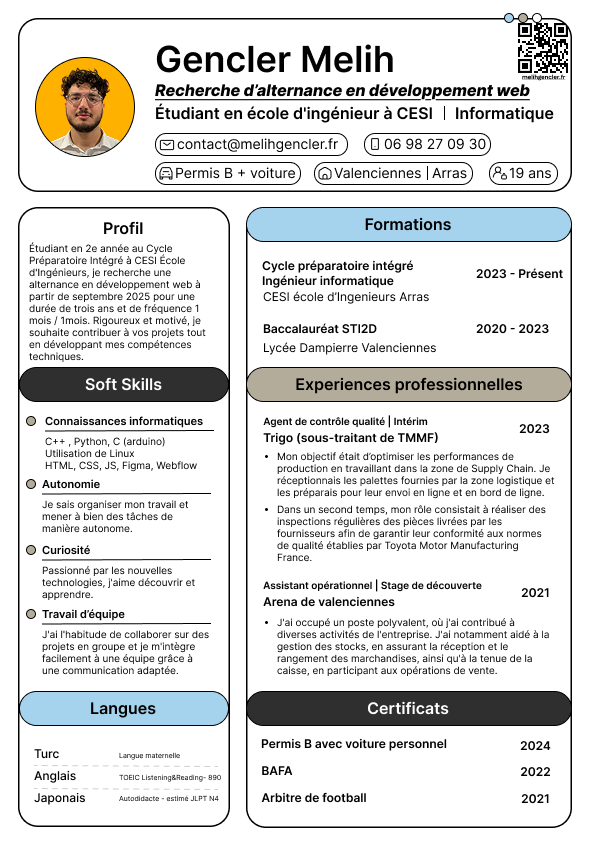 Gencler Melih
melihgencler.fr
Recherche d'alternance en développement web
Étudiant en école d'ingénieur à CESI | Informatique
contact@melihgencler.fr
06 98 27 09 30
Permis B + voiture
Valenciennes | Arras
19 ans
Profil
Étudiant en 2e année au Cycle
Préparatoire Intégré à CESI École
d'Ingénieurs, je recherche une
alternance en développement web à
partir de septembre 2025 pour une
durée de trois ans et de fréquence 1
mois / 1mois. Rigoureux et motivé, je
souhaite contribuer à vos projets tout
en développant mes compétences
techniques.
Soft Skills
Connaissances informatiques
C++ , Python, C (arduino)
Utilisation de Linux
HTML, CSS, JS, Figma, Webflow
Autonomie
Je sais organiser mon travail et
mener à bien des tâches de
manière autonome.
Curiosité
Passionné par les nouvelles
technologies, j'aime découvrir et
apprendre.
Travail d'équipe
J'ai l'habitude de collaborer sur des
projets en groupe et je m'intègre
facilement à une équipe grâce à
une communication adaptée.
Langues
Turc Langue maternelle
Anglais TOEIC Listening&Reading- 890
Japonais Autodidacte - estimé JLPT N4
Formations
Cycle préparatoire intégré
Ingénieur informatique
2023 - Présent
CESI école d'Ingenieurs Arras
Baccalauréat STI2D 2020 - 2023
Lycée Dampierre Valenciennes
Experiences professionnelles
Agent de contrôle qualité | Intérim
2023
Trigo (sous-traitant de TMMF)
• Mon objectif était d'optimiser les performances de
production en travaillant dans la zone de Supply Chain. Je
réceptionnais les palettes fournies par la zone logistique et
les préparais pour leur envoi en ligne et en bord de ligne.
• Dans un second temps, mon rôle consistait à réaliser des
inspections régulières des pièces livrées par les
fournisseurs afin de garantir leur conformité aux normes
de qualité établies par Toyota Motor Manufacturing
France.
Assistant opérationnel | Stage de découverte
2021
Arena de valenciennes
• J'ai occupé un poste polyvalent, où j'ai contribué à
diverses activités de l'entreprise. J'ai notamment aidé à la
gestion des stocks, en assurant la réception et le
rangement des marchandises, ainsi qu'à la tenue de la
caisse, en participant aux opérations de vente.
Certificats
Permis B avec voiture personnel 2024
BAFA 2022
Arbitre de football 2021